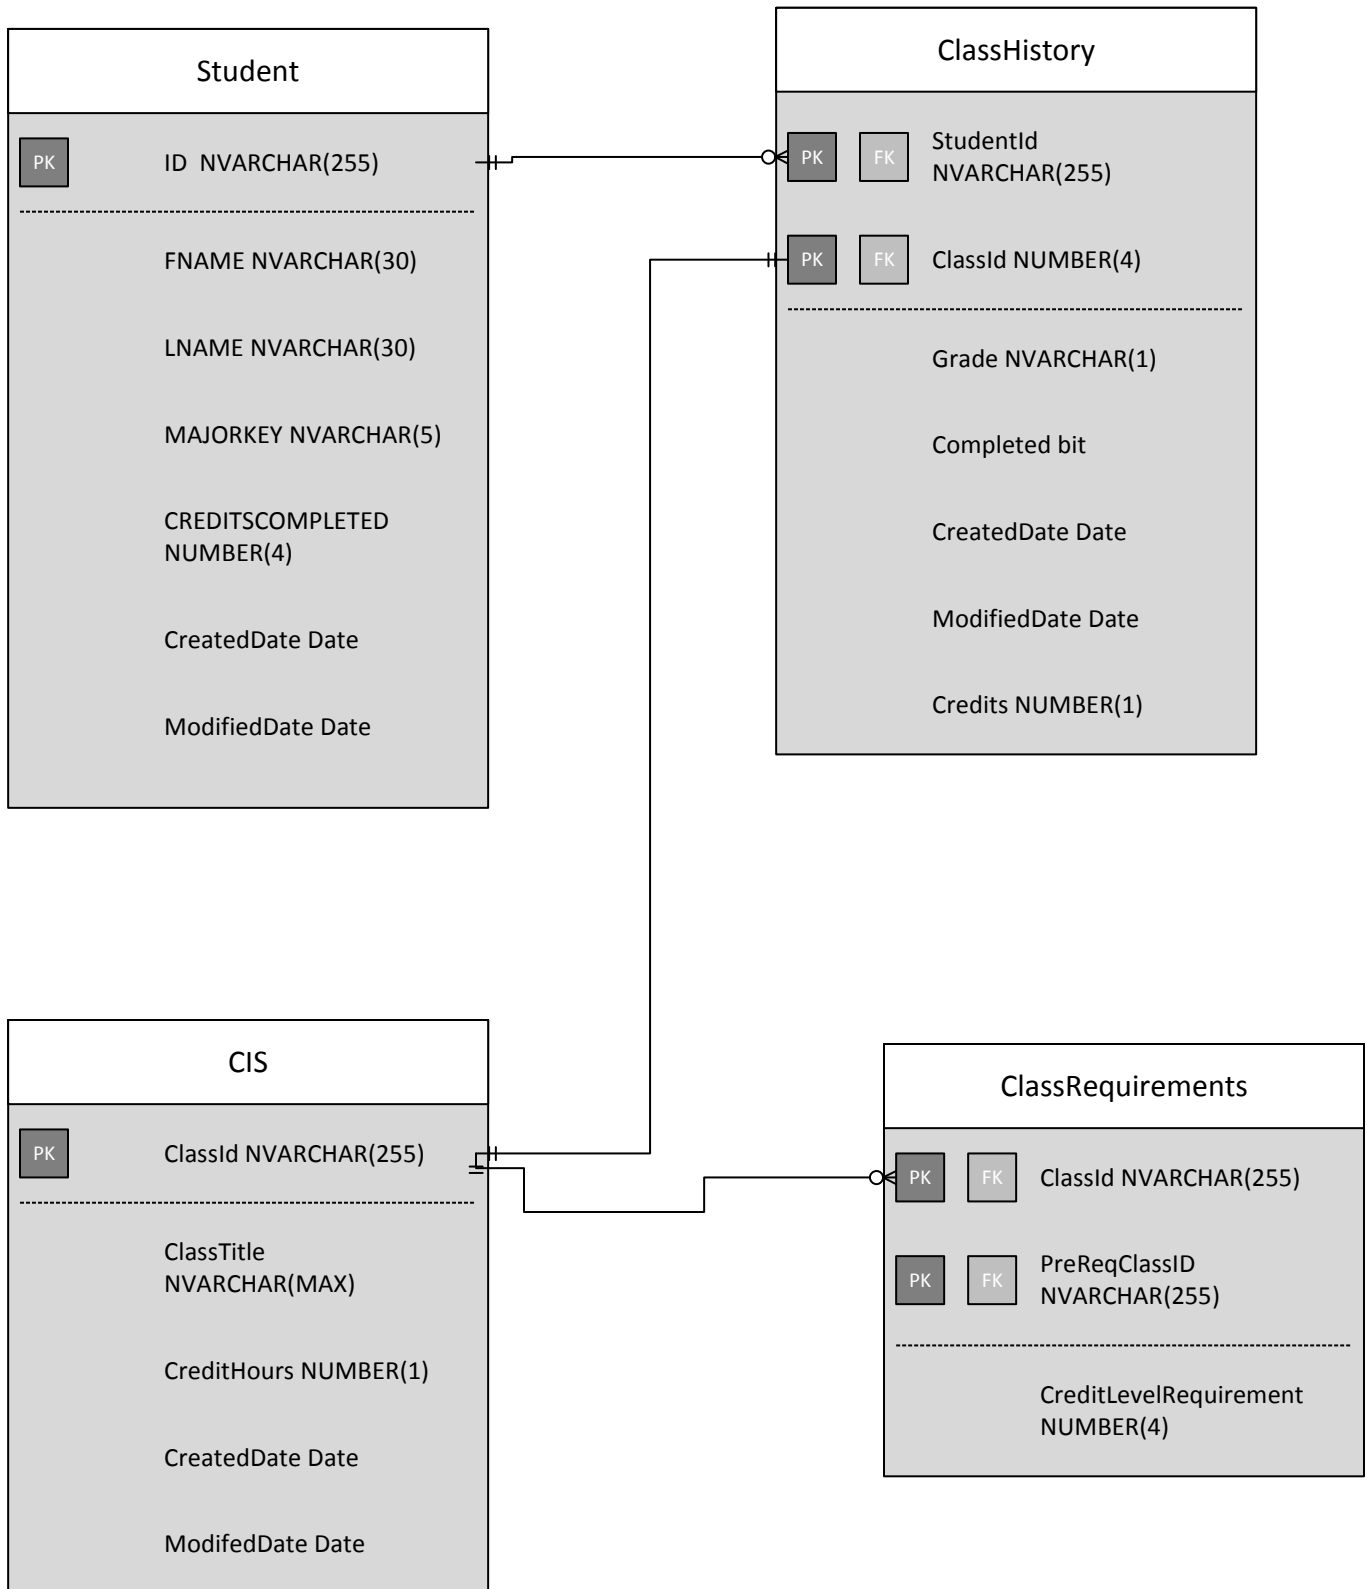 Student
PK
ID  NVARCHAR(255)
FNAME NVARCHAR(30)
LNAME NVARCHAR(30)
MAJORKEY NVARCHAR(5)
CREDITSCOMPLETED
NUMBER(4)
CreatedDate Date
ModifiedDate Date
ClassHistory
PK
FK
StudentId
NVARCHAR(255)
PK
FK
ClassId NUMBER(4)
Grade NVARCHAR(1)
Completed bit
CreatedDate Date
ModifiedDate Date
Credits NUMBER(1)
CIS
PK
ClassId NVARCHAR(255)
ClassTitle
NVARCHAR(MAX)
CreditHours NUMBER(1)
CreatedDate Date
ModifedDate Date
ClassRequirements
PK
FK
ClassId NVARCHAR(255)
PK
FK
PreReqClassID
NVARCHAR(255)
CreditLevelRequirement
NUMBER(4)